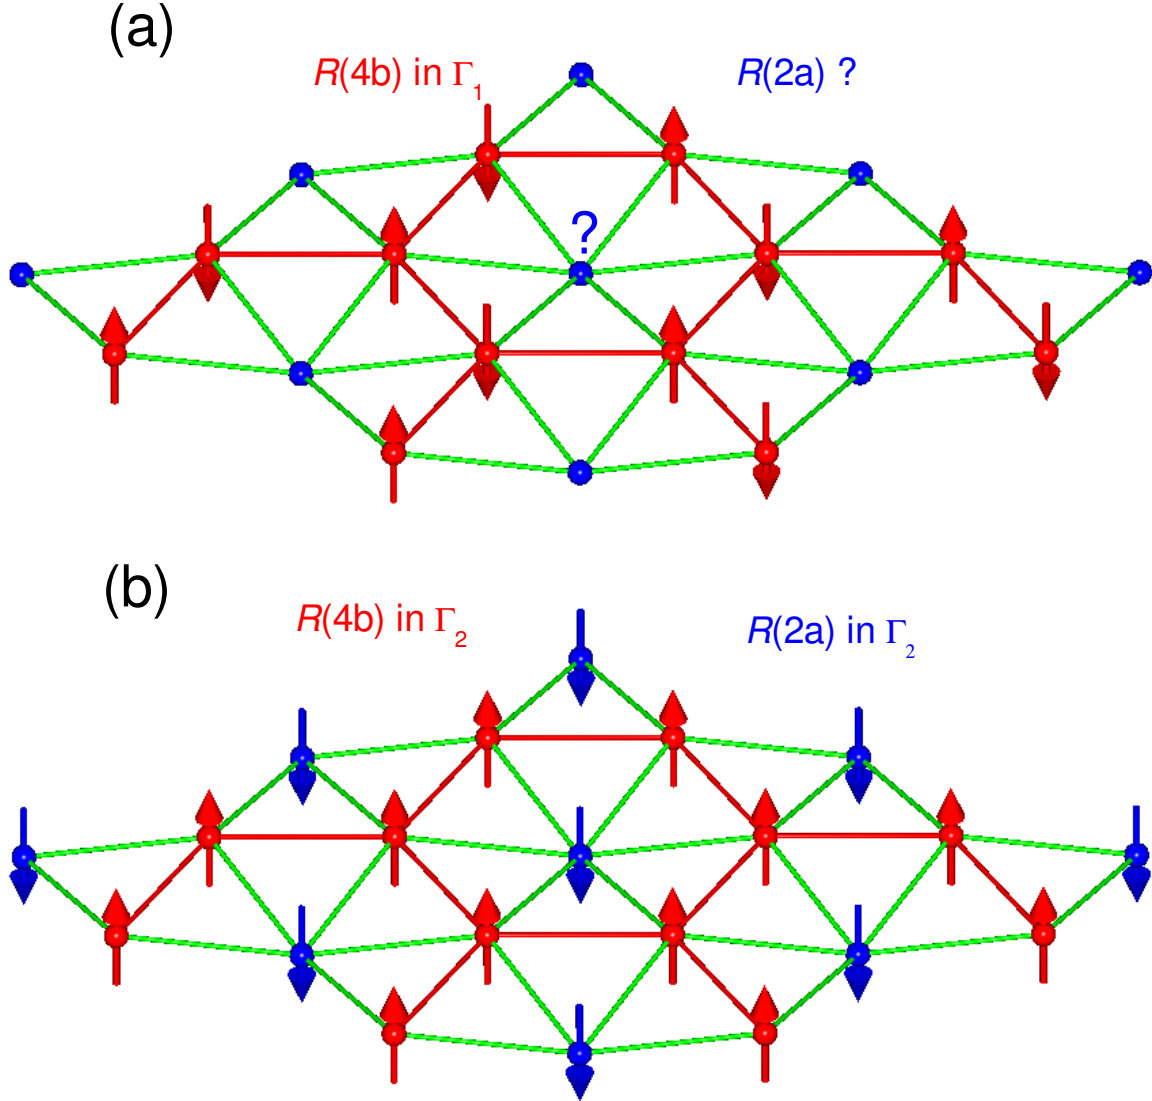 (a)
R(4b) in Γ1 R(2a) ?
?
(b)
R(4b) in Γ2 R(2a) in Γ2